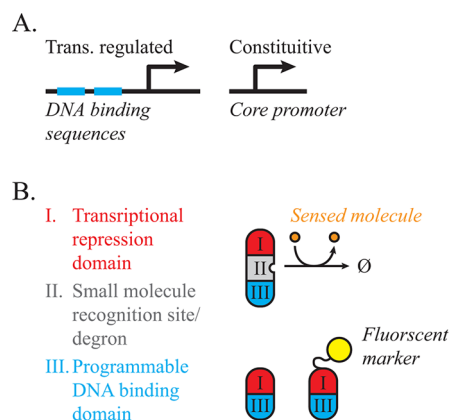 A.
Trans. regulated
Constituitive
DNA binding
sequences
Core promoter
B.
I. Transriptional
repression
domain
II. Small molecule
recognition site/
degron
III. Programmable
DNA binding
domain
Sensed molecule
I
II
III
Ø
Fluorscent
marker
I
III
I
III